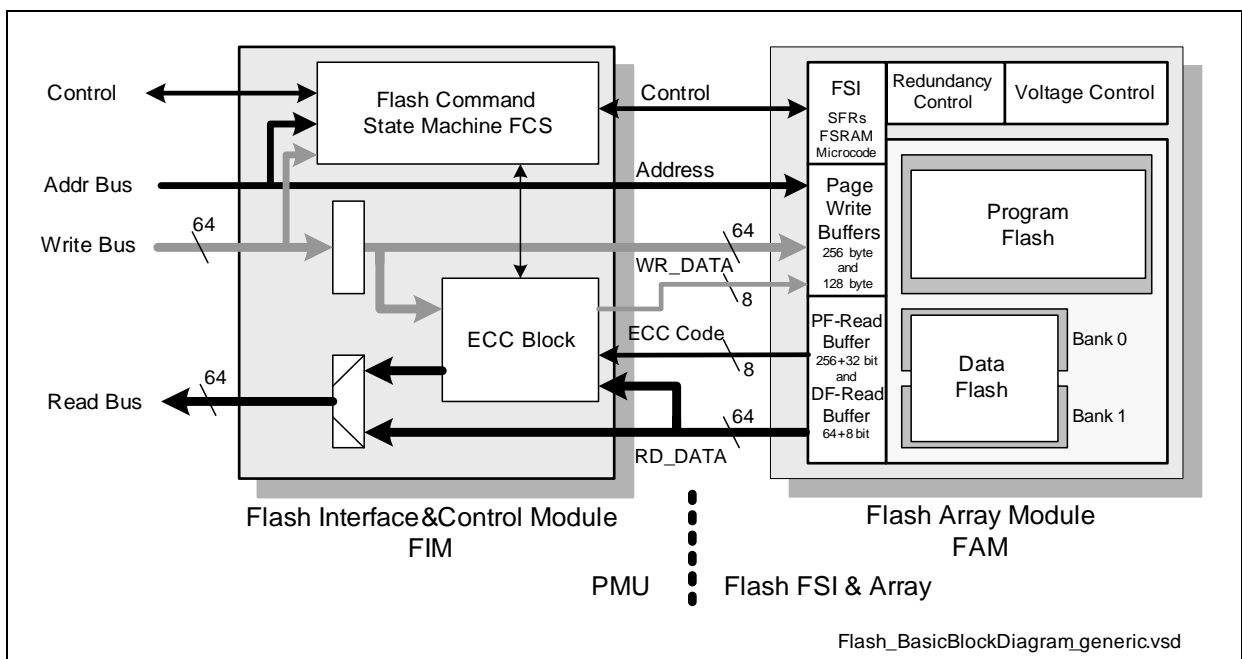 Control
Addr Bus
Write Bus
64
Read Bus
64
Flash Command
State Machine FCS
ECC Block
Control
Address
64
WR_DATA
8
ECC Code
8
64
RD_DATA
FSI
SFRs
FSRAM
Microcode
Redundancy
Control
Voltage Control
Page
Write
Buffers
256 byte
and
128 byte
PF-Read
Buffer
256+32 bit
and
DF-Read
Buffer
64+8 bit
Program
Flash
Data
Flash
Bank 0
Bank 1
Flash Interface&Control Module
FIM
Flash Array Module
FAM
PMU
Flash FSI & Array
Flash_BasicBlockDiagram_generic.vsd